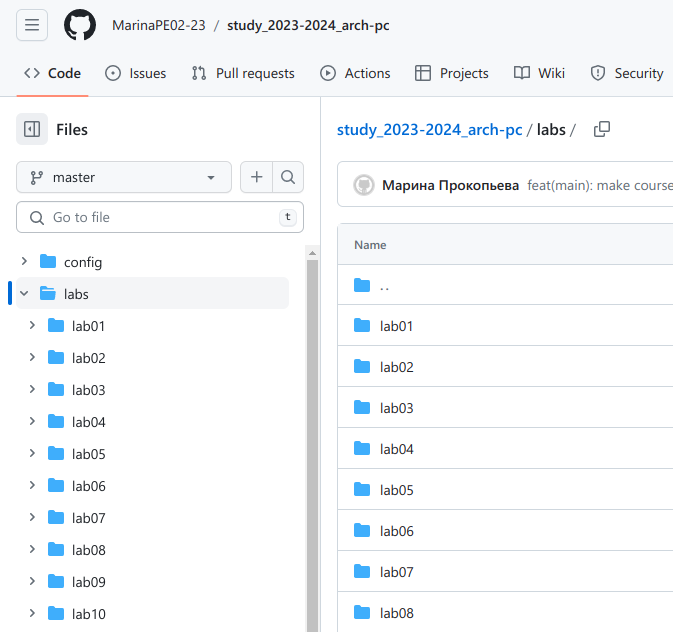 MarinaPE02-23 / study_2023-2024_arch-pc
Code Issues Pull requests Actions Projects Wiki Security
Files
master
Go to file t
config
labs
lab01
lab02
lab03
lab04
lab05
lab06
lab07
lab08
lab09
lab10
study_2023-2024_arch-pc / labs /
Марина Прокопьева feat(main): make course
Name
..
lab01
lab02
lab03
lab04
lab05
lab06
lab07
lab08